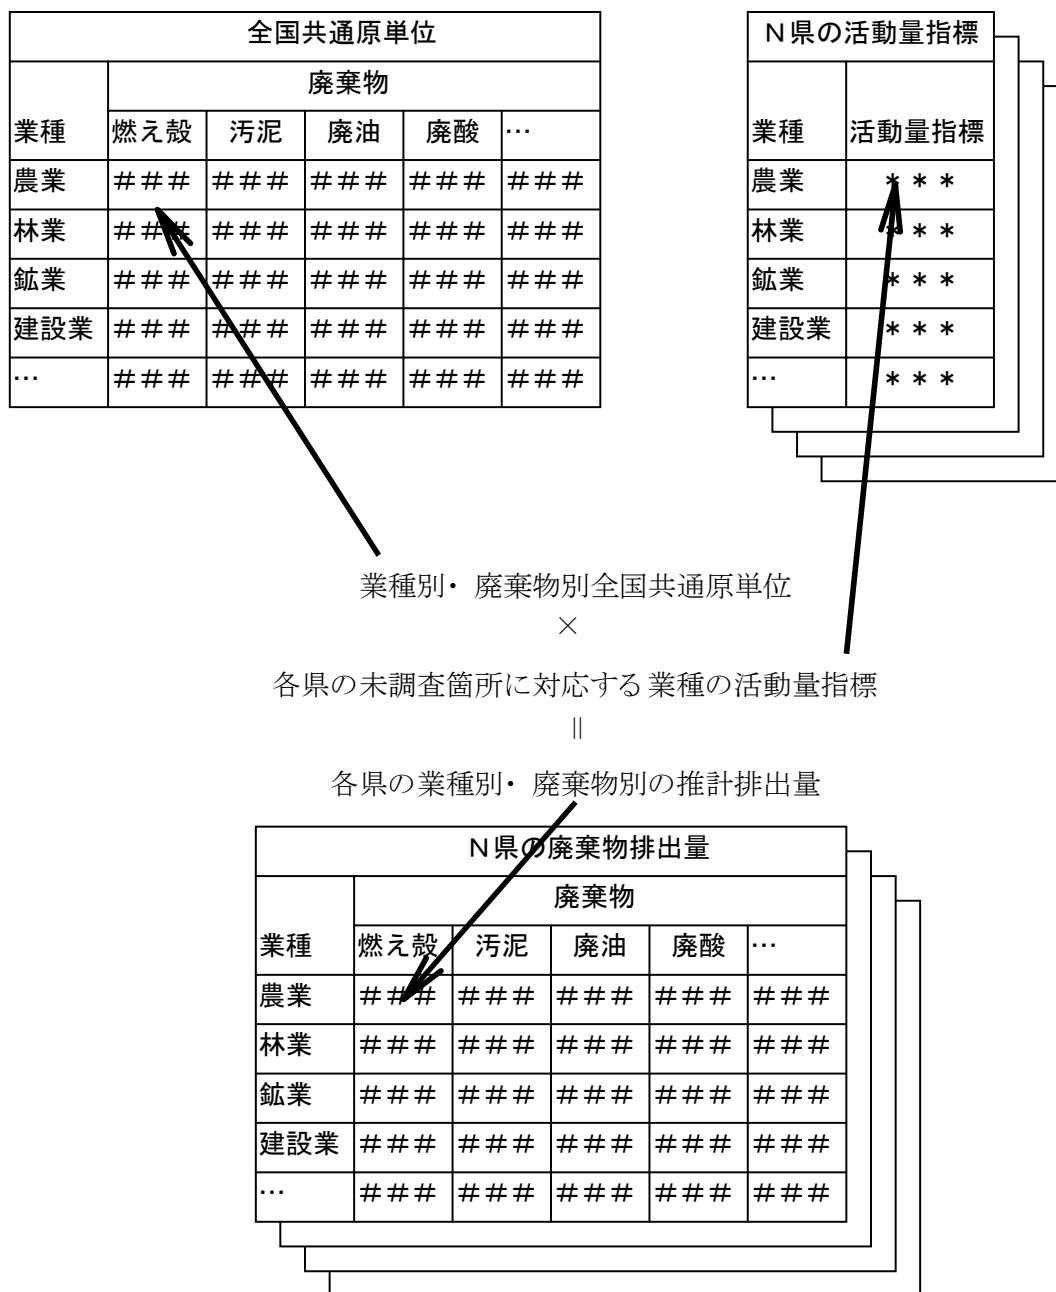 全国共通原単位
廃棄物
業種 燃え殻 汚泥 廃油 廃酸 …
農業 ＃＃＃ ＃＃＃ ＃＃＃ ＃＃＃ ＃＃＃
林業 ＃＃＃ ＃＃＃ ＃＃＃ ＃＃＃ ＃＃＃
鉱業 ＃＃＃ ＃＃＃ ＃＃＃ ＃＃＃ ＃＃＃
建設業 ＃＃＃ ＃＃＃ ＃＃＃ ＃＃＃ ＃＃＃
… ＃＃＃ ＃＃＃ ＃＃＃ ＃＃＃ ＃＃＃
Ｎ県の活動量指標
業種 活動量指標
農業 ＊＊＊
林業 ＊＊＊
鉱業 ＊＊＊
建設業 ＊＊＊
… ＊＊＊
業種別・廃棄物別全国共通原単位
×
各県の未調査箇所に対応する業種の活動量指標
||
各県の業種別・廃棄物別の推計排出量
Ｎ県の廃棄物排出量
廃棄物
業種 燃え殻 汚泥 廃油 廃酸 …
農業 ＃＃＃ ＃＃＃ ＃＃＃ ＃＃＃ ＃＃＃
林業 ＃＃＃ ＃＃＃ ＃＃＃ ＃＃＃ ＃＃＃
鉱業 ＃＃＃ ＃＃＃ ＃＃＃ ＃＃＃ ＃＃＃
建設業 ＃＃＃ ＃＃＃ ＃＃＃ ＃＃＃ ＃＃＃
… ＃＃＃ ＃＃＃ ＃＃＃ ＃＃＃ ＃＃＃